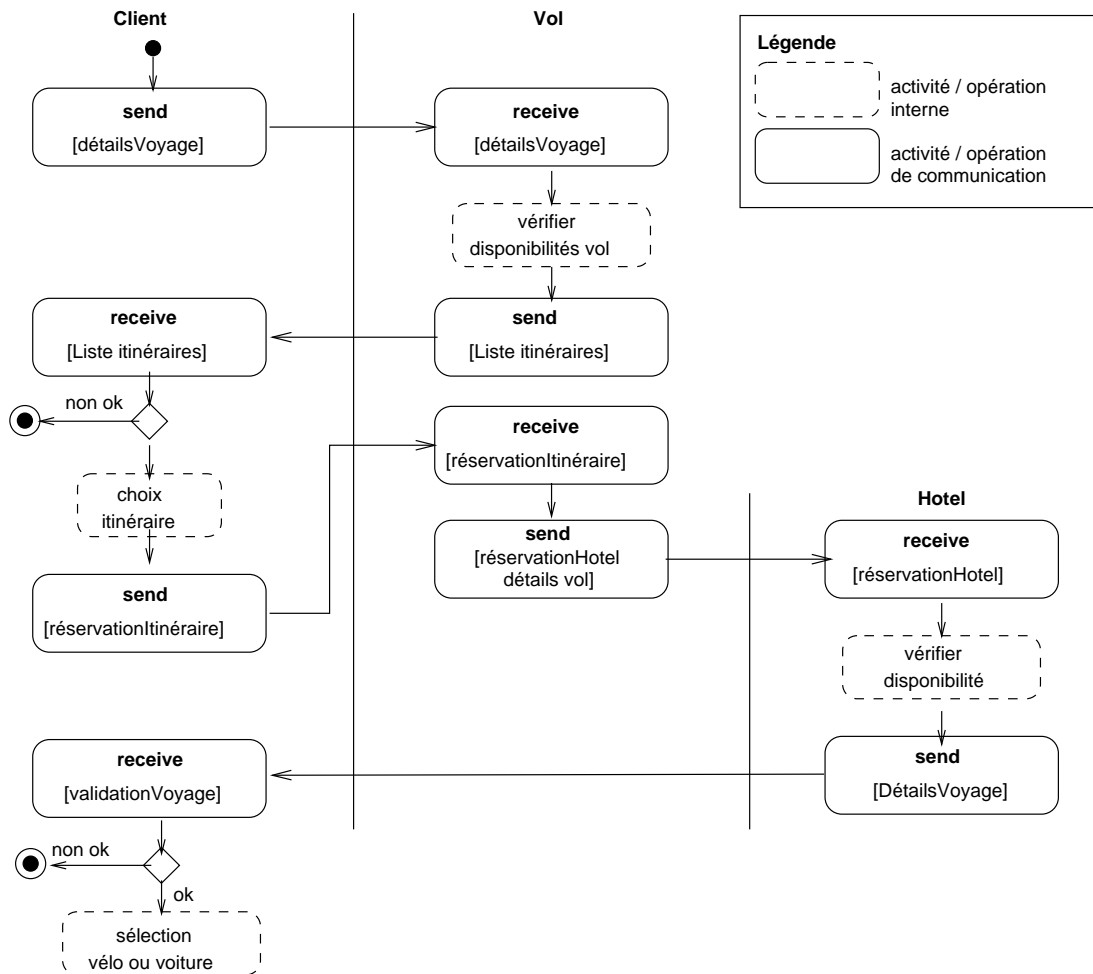 Client
Vol
Légende
activité / opération
interne
activité / opération
de communication
send
[détailsVoyage]
receive
[détailsVoyage]
vérifier
disponibilités vol
receive
[Liste itinéraires]
send
[Liste itinéraires]
non ok
receive
[réservationItinéraire]
choix
itinéraire
Hotel
send
[réservationHotel
détails vol]
receive
[réservationHotel]
send
[réservationItinéraire]
vérifier
disponibilité
receive
[validationVoyage]
send
[DétailsVoyage]
non ok
ok
sélection
vélo ou voiture